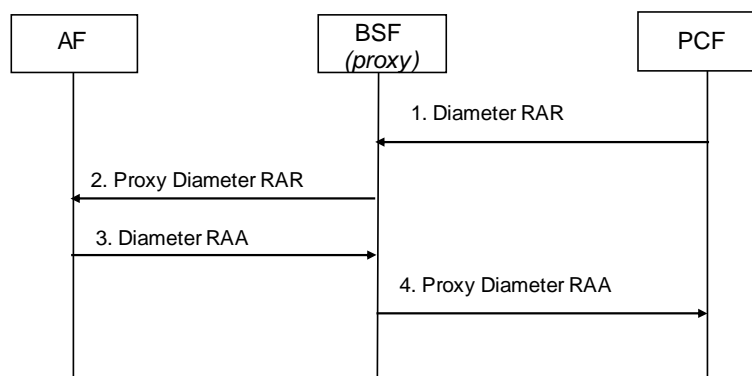 AF
BSF
(proxy)
PCF
1. Diameter RAR
2. Proxy Diameter RAR
3. Diameter RAA
4. Proxy Diameter RAA